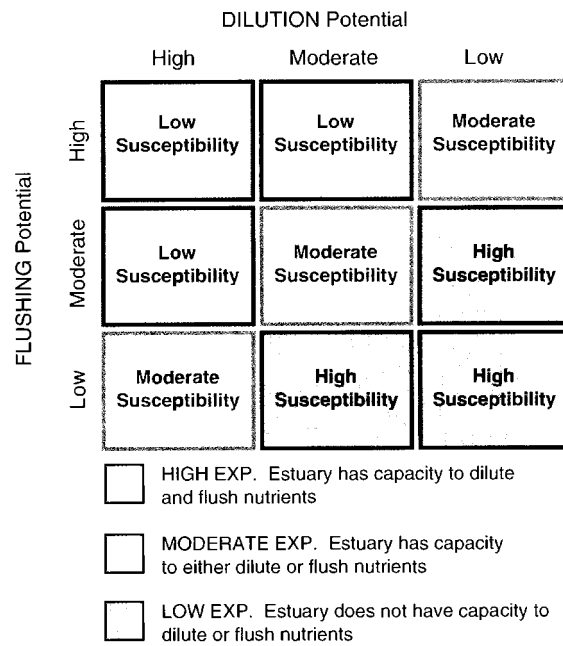 DILUTION Potential
High Moderate Low
FLUSHING Potential
High
Low
Susceptibility
Low
Susceptibility
Moderate
Susceptibility
Moderate
Low
Susceptibility
Moderate
Susceptibility
High
Susceptibility
Low
Moderate
Susceptibility
High
Susceptibility
High
Susceptibility
HIGH EXP. Estuary has capacity to dilute
and flush nutrients
MODERATE EXP. Estuary has capacity
to either dilute or flush nutrients
LOW EXP. Estuary does not have capacity to
dilute or flush nutrients